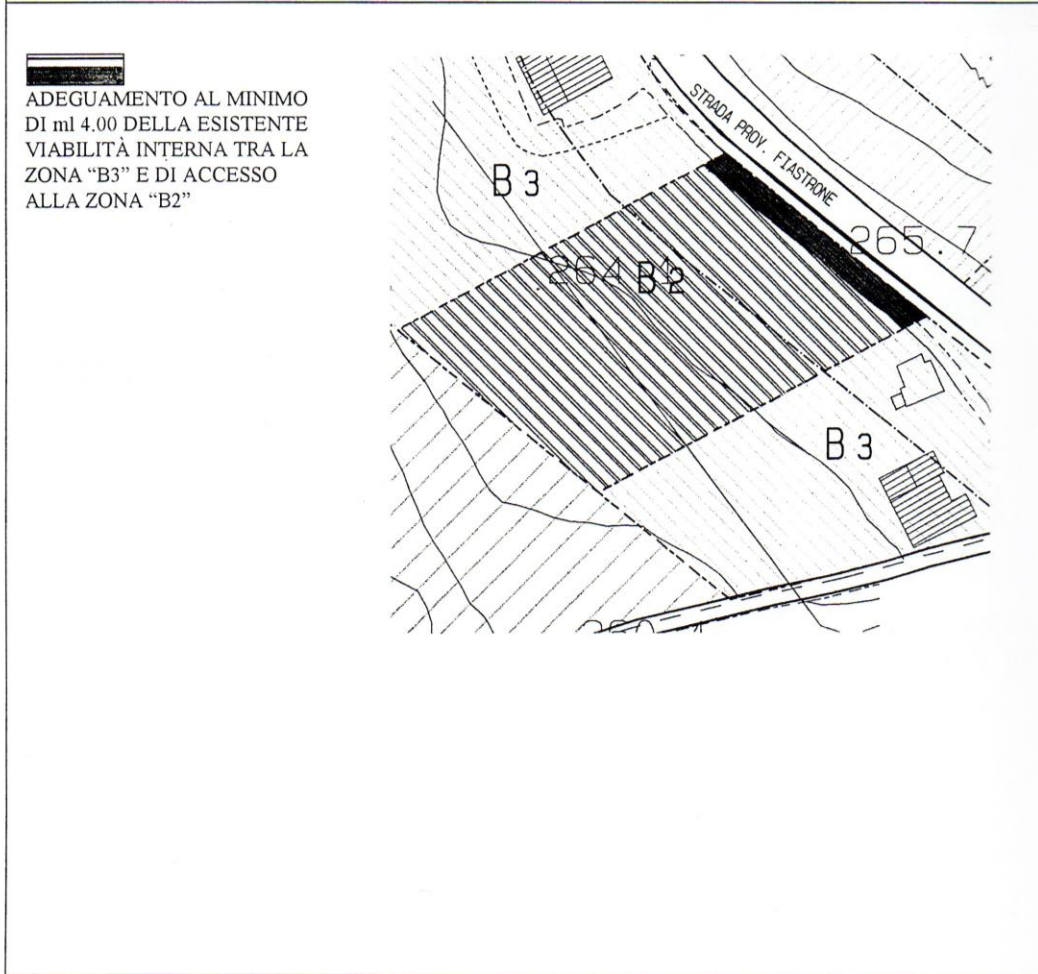 ADEGUAMENTO AL MINIMO
DI ml 4.00 DELLA ESISTENTE
VIABILITÀ INTERNA TRA LA
ZONA “B3” E DI ACCESSO
ALLA ZONA “B2”
STRADA PROV. FIASTRONE
B 3
265.7
B 2
B 3